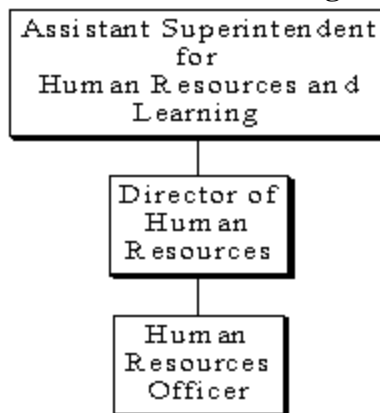 Assistant Superintendent
for
Human Resources and
Learning
Director of
Human
Resources
Human
Resources
Officer